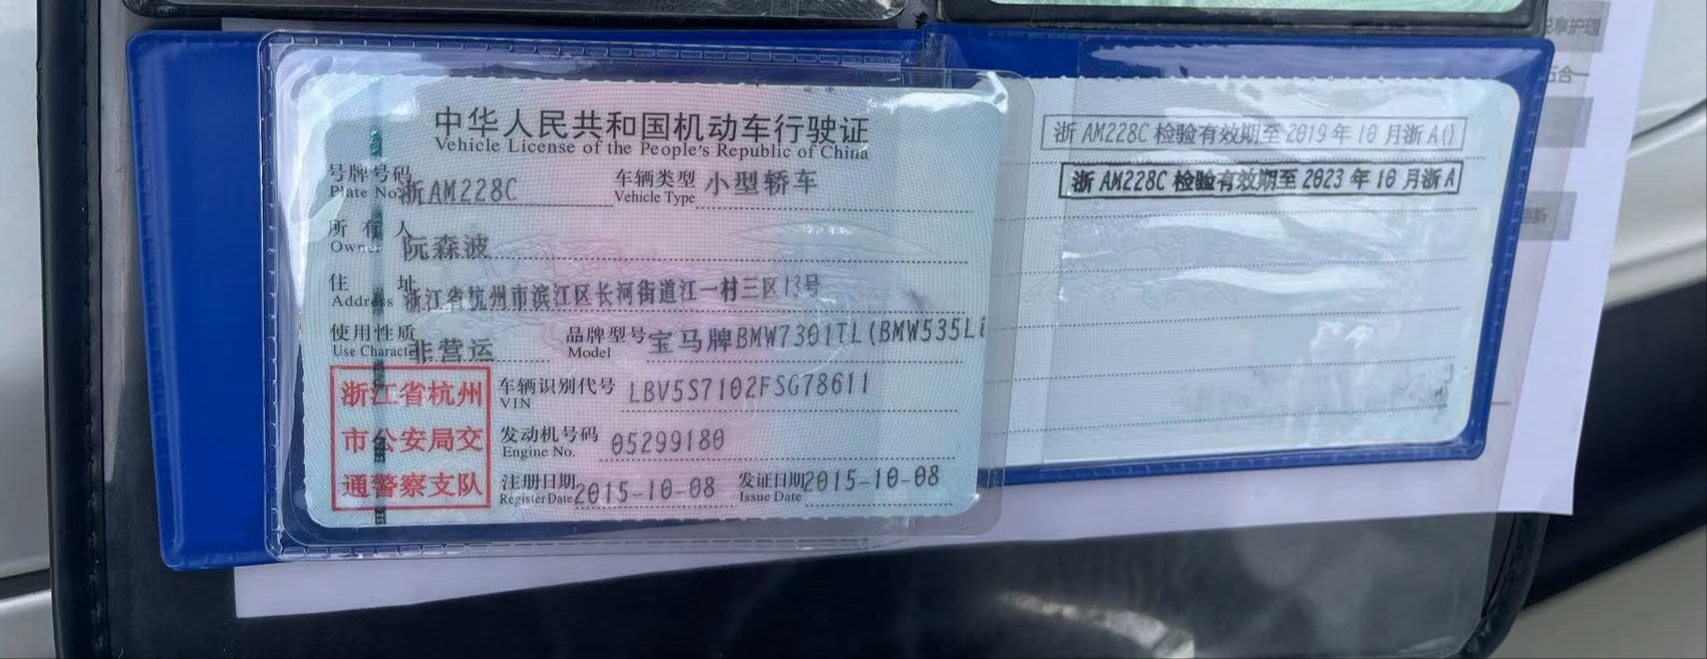 中华人民共和国机动车行驶证
Vehicle License of the People's Republic of China
号牌号码 浙AM228C 车辆类型 小型轿车
Plate No. Vehicle Type
所有人 阮森波
Owner
住址 浙江省杭州市滨江区长河街道江一村三区13号
Address
使用性质 非营运 品牌型号 宝马牌BMW7301TL(BMW535Li
Use Character Model
浙江省杭州
市公安局交
通警察支队
车辆识别代号 LBV5S7102FSG78611
VIN
发动机号码 05299180
Engine No.
注册日期 2015-10-08 发证日期 2015-10-08
Register Date Issue Date
浙AM228C 检验有效期至 2019年 10月浙A()
浙AM228C 检验有效期至 2023年 10月浙A
享护理